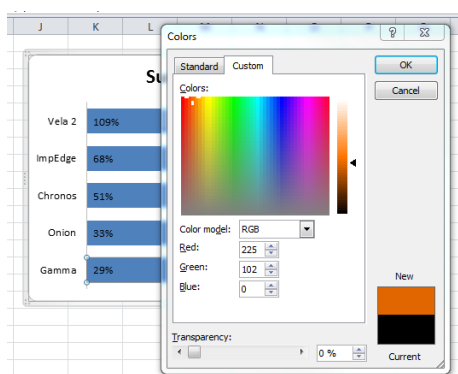 J K L
Colors
Su
Vela 2 109%
ImpEdge 68%
Chronos 51%
Onion 33%
Gamma 29%
Standard Custom
OK
Cancel
Colors:
Color model: RGB
Red: 225
Green: 102
Blue: 0
Transparency:
0 %
New
Current